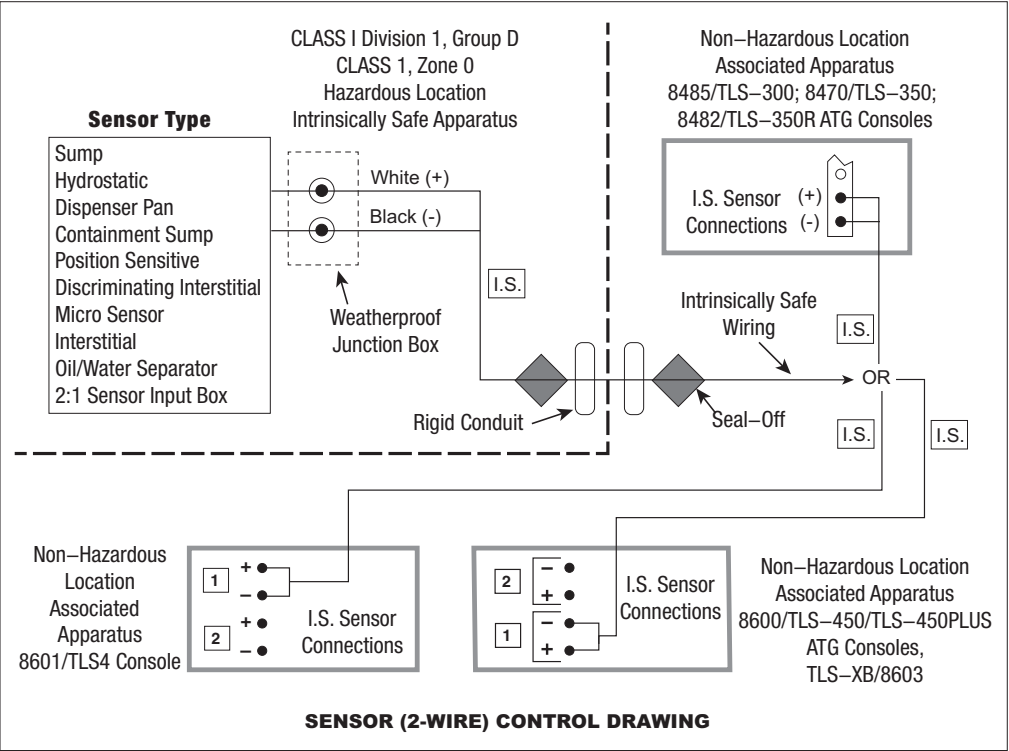 CLASS I Division 1, Group D
CLASS 1, Zone 0
Hazardous Location
Intrinsically Safe Apparatus
Non–Hazardous Location
Associated Apparatus
8485/TLS–300; 8470/TLS–350;
8482/TLS–350R ATG Consoles
Sensor Type
Sump
Hydrostatic
Dispenser Pan
Containment Sump
Position Sensitive
Discriminating Interstitial
Micro Sensor
Interstitial
Oil/Water Separator
2:1 Sensor Input Box
White (+)
Black (-)
I.S.
Weatherproof
Junction Box
I.S. Sensor
Connections
(+)
(-)
Intrinsically Safe
Wiring
I.S.
OR
Rigid Conduit
Seal–Off
I.S.
I.S.
Non–Hazardous
Location
Associated
Apparatus
8601/TLS4 Console
1
+
–
2
+
–
I.S. Sensor
Connections
2
–
+
1
–
+
I.S. Sensor
Connections
Non–Hazardous Location
Associated Apparatus
8600/TLS–450/TLS–450PLUS
ATG Consoles,
TLS–XB/8603
SENSOR (2-WIRE) CONTROL DRAWING